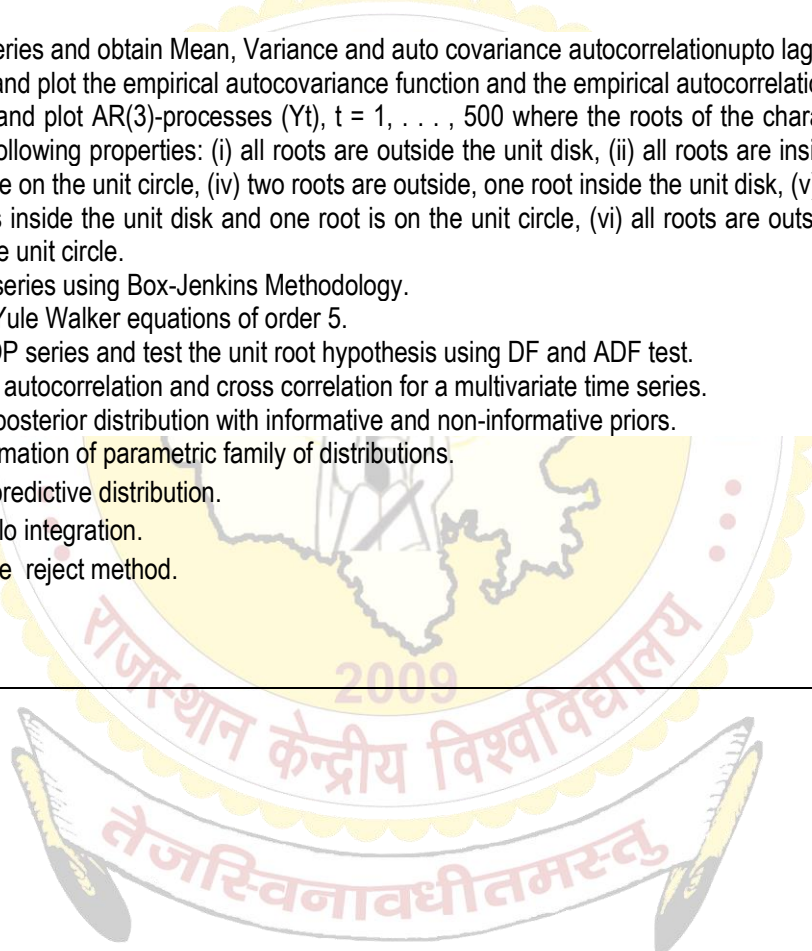 eries and obtain Mean, Variance and auto covariance autocorrelationupto lag
and plot the empirical autocovariance function and the empirical autocorrelatio
and plot AR(3)-processes (Yt), t = 1, . . . , 500 where the roots of the chara
ollowing properties: (i) all roots are outside the unit disk, (ii) all roots are insi
e on the unit circle, (iv) two roots are outside, one root inside the unit disk, (v)
s inside the unit disk and one root is on the unit circle, (vi) all roots are outs
e unit circle.
series using Box-Jenkins Methodology.
Yule Walker equations of order 5.
DP series and test the unit root hypothesis using DF and ADF test.
autocorrelation and cross correlation for a multivariate time series.
posterior distribution with informative and non-informative priors.
mation of parametric family of distributions.
predictive distribution.
lo integration.
e reject method.
2009
राजस्थान केन्द्रीय विश्वविद्यालय
तेजस्विनावधीतमस्तु